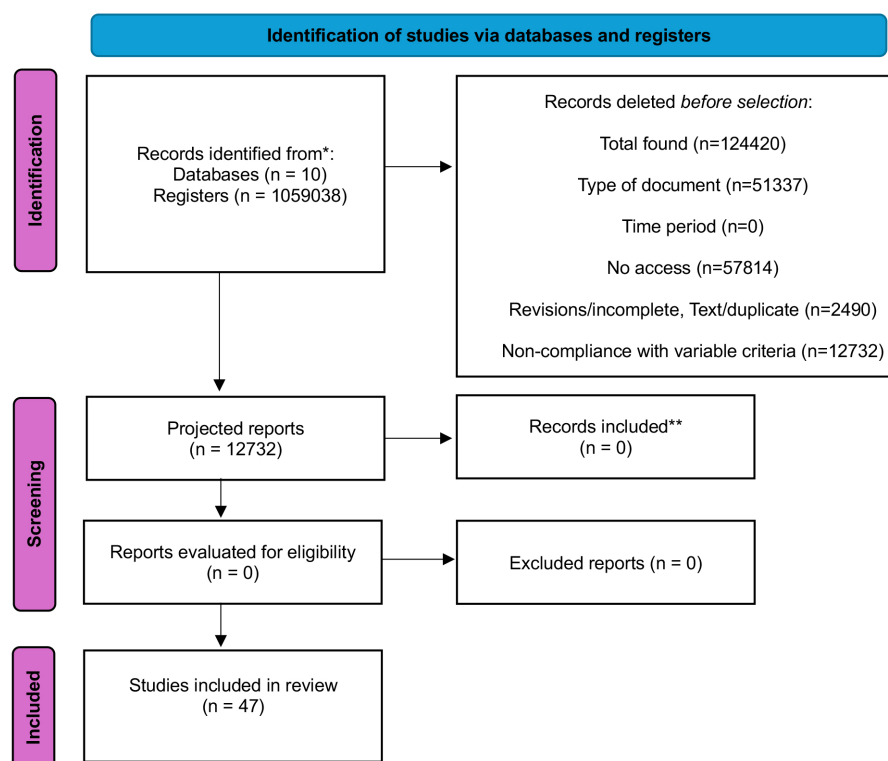 Identification of studies via databases and registers
Identification
Records identified from*:
Databases (n = 10)
Registers (n = 1059038)
Records deleted before selection:
Total found (n=124420)
Type of document (n=51337)
Time period (n=0)
No access (n=57814)
Revisions/incomplete, Text/duplicate (n=2490)
Non-compliance with variable criteria (n=12732)
Screening
Projected reports
(n = 12732)
Records included**
(n = 0)
Reports evaluated for eligibility
(n = 0)
Excluded reports (n = 0)
Included
Studies included in review
(n = 47)